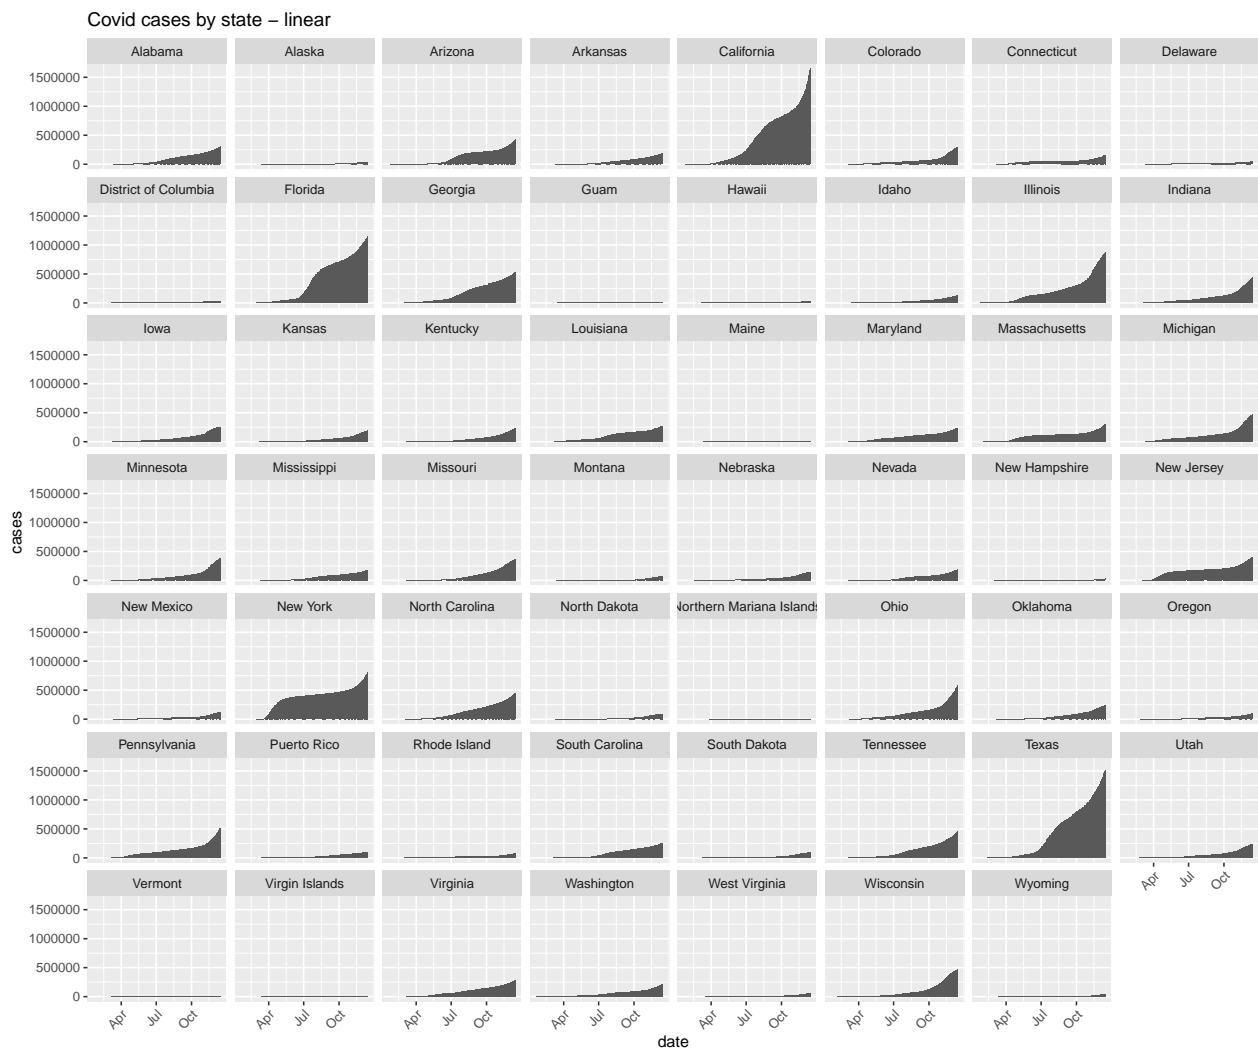 Covid cases by state – linear
Alabama Alaska Arizona Arkansas California Colorado Connecticut Delaware
1500000
1000000
500000
0
District of Columbia Florida Georgia Guam Hawaii Idaho Illinois Indiana
1500000
1000000
500000
0
Iowa Kansas Kentucky Louisiana Maine Maryland Massachusetts Michigan
1500000
1000000
500000
0
Minnesota Mississippi Missouri Montana Nebraska Nevada New Hampshire New Jersey
1500000
1000000
500000
0
cases
New Mexico New York North Carolina North Dakota Northern Mariana Islands Ohio Oklahoma Oregon
1500000
1000000
500000
0
Pennsylvania Puerto Rico Rhode Island South Carolina South Dakota Tennessee Texas Utah
1500000
1000000
500000
0
Apr Jul Oct
Vermont Virgin Islands Virginia Washington West Virginia Wisconsin Wyoming
1500000
1000000
500000
0
Apr Jul Oct Apr Jul Oct Apr Jul Oct Apr Jul Oct Apr Jul Oct Apr Jul Oct Apr Jul Oct
date